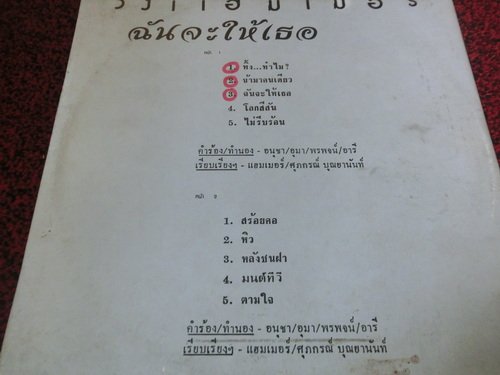 ฉันจะให้เธอ
หน้า 1
1. ทิ้ง...ทำไม?
2. ข้ามาคนเดียว
3. ฉันจะให้เธอ
4. โลกสีสัน
5. ไม่รีบร้อน
คำร้อง/ทำนอง - อนุชา/อุมา/พรพจน์/อารี
เรียบเรียงฯ - แฮมเมอร์/ศุภกรณ์ บุณยานันท์
หน้า 2
1. สร้อยคอ
2. หิว
3. หลังชนฝา
4. มนต์ทีวี
5. ตามใจ
คำร้อง/ทำนอง - อนุชา/อุมา/พรพจน์/อารี
เรียบเรียงฯ - แฮมเมอร์/ศุภกรณ์ บุณยานันท์